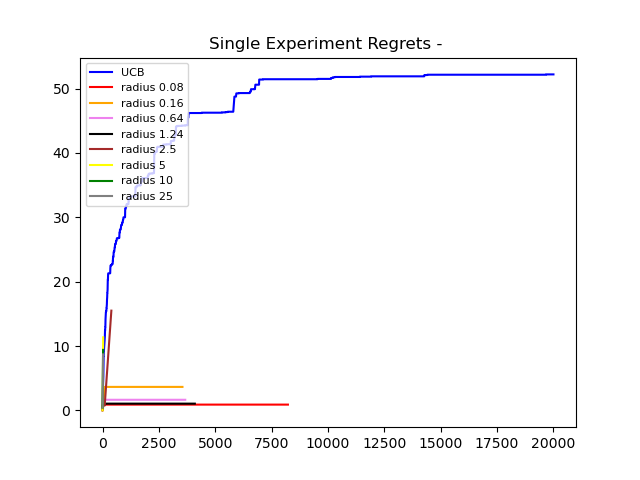 Single Experiment Regrets -
UCB
radius 0.08
radius 0.16
radius 0.64
radius 1.24
radius 2.5
radius 5
radius 10
radius 25
50
40
30
20
10
0
0 2500 5000 7500 10000 12500 15000 17500 20000